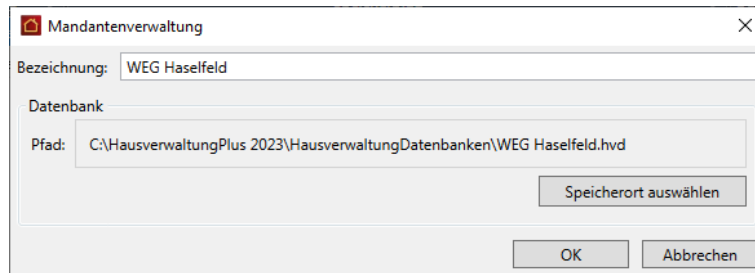 Mandantenverwaltung
Bezeichnung: WEG Haselfeld
Datenbank
Pfad: C:\HausverwaltungPlus 2023\HausverwaltungDatenbanken\WEG Haselfeld.hvd
Speicherort auswählen
OK Abbrechen